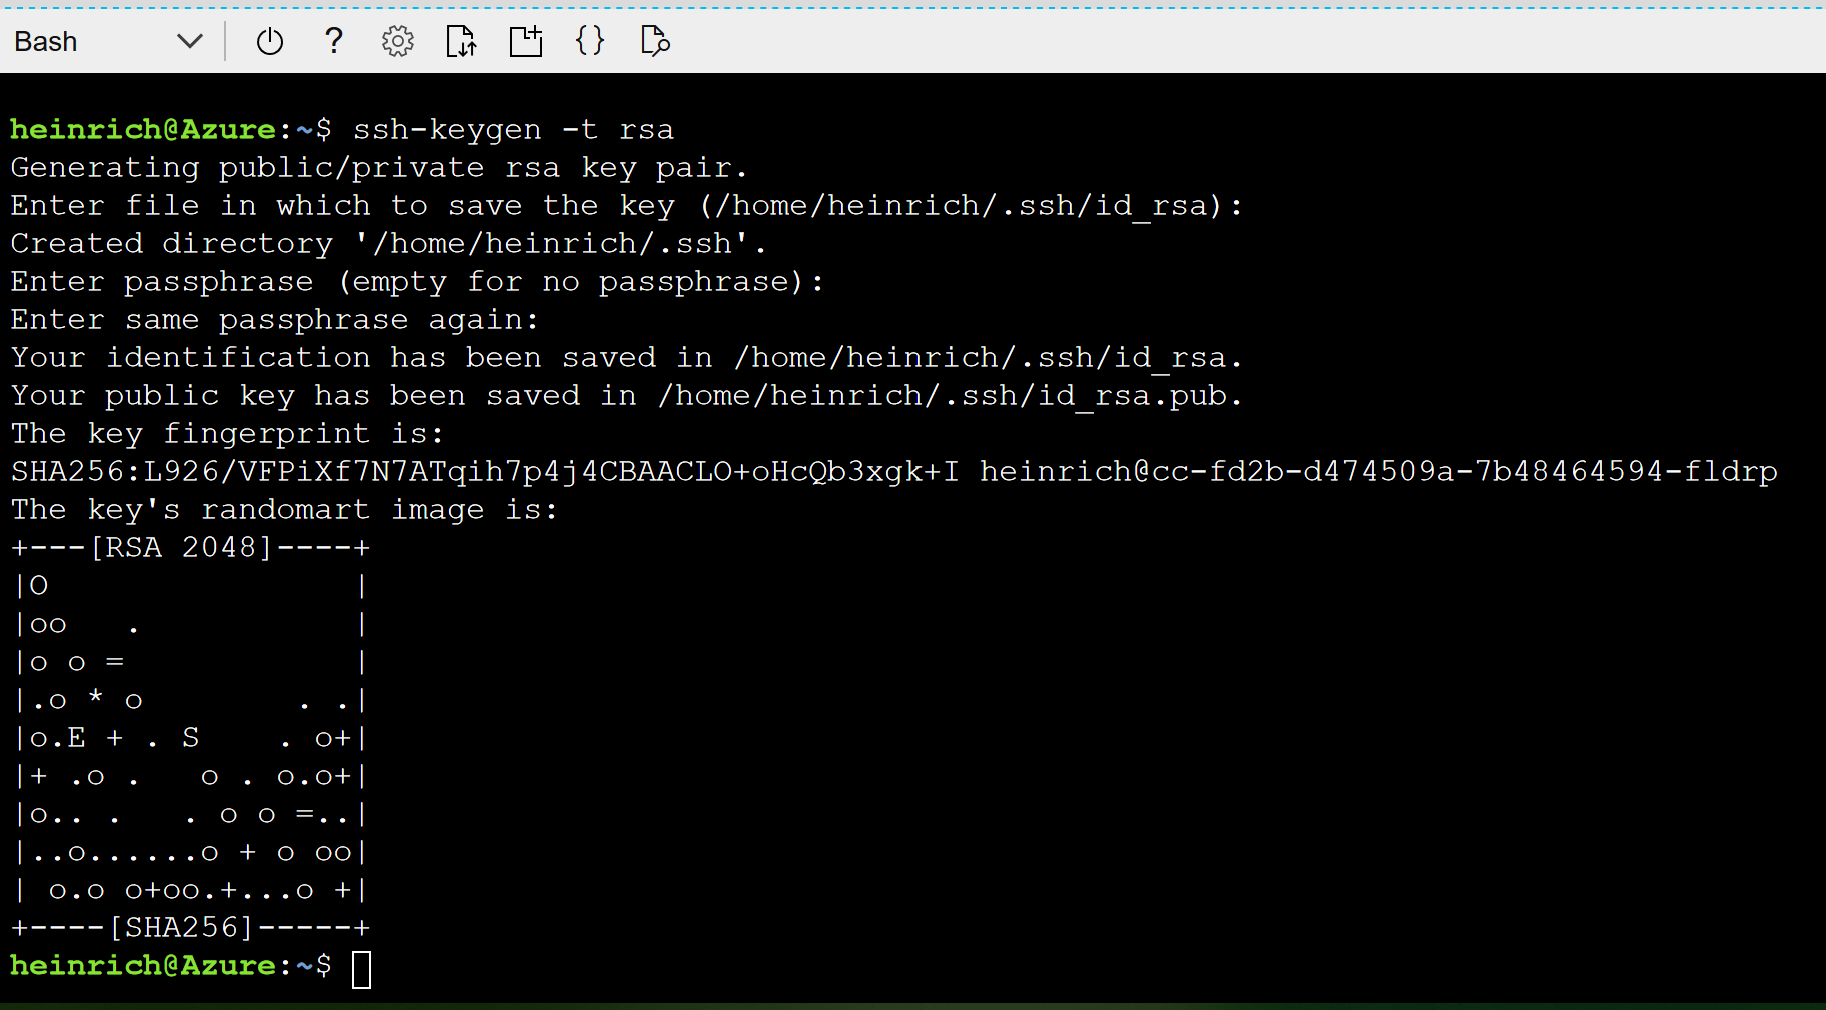 Bash
heinrich@Azure:~$ ssh-keygen -t rsa
Generating public/private rsa key pair.
Enter file in which to save the key (/home/heinrich/.ssh/id_rsa):
Created directory '/home/heinrich/.ssh'.
Enter passphrase (empty for no passphrase):
Enter same passphrase again:
Your identification has been saved in /home/heinrich/.ssh/id_rsa.
Your public key has been saved in /home/heinrich/.ssh/id_rsa.pub.
The key fingerprint is:
SHA256:L926/VFPiXf7N7ATqih7p4j4CBAACLO+oHcQb3xgk+I heinrich@cc-fd2b-d474509a-7b48464594-fldrp
The key's randomart image is:
+---[RSA 2048]----+
|O                |
|oo   .           |
|o o =            |
|.o * o        . .|
|o.E + . S    . o+|
|+ .o .   o . o.o+|
|o.. .   . o o =..|
|..o......o + o oo|
| o.o o+oo.+...o +|
+----[SHA256]-----+
heinrich@Azure:~$